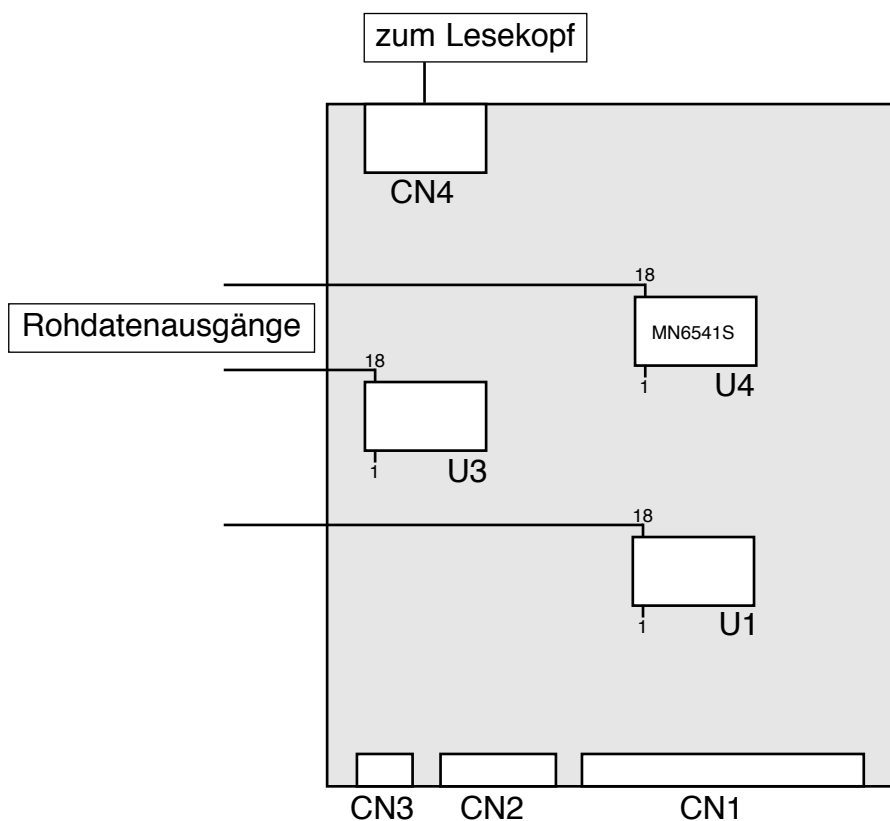 zum Lesekopf
CN4
18
Rohdatenausgänge
MN6541S
18
1
U4
1
U3
18
1
U1
CN3
CN2
CN1